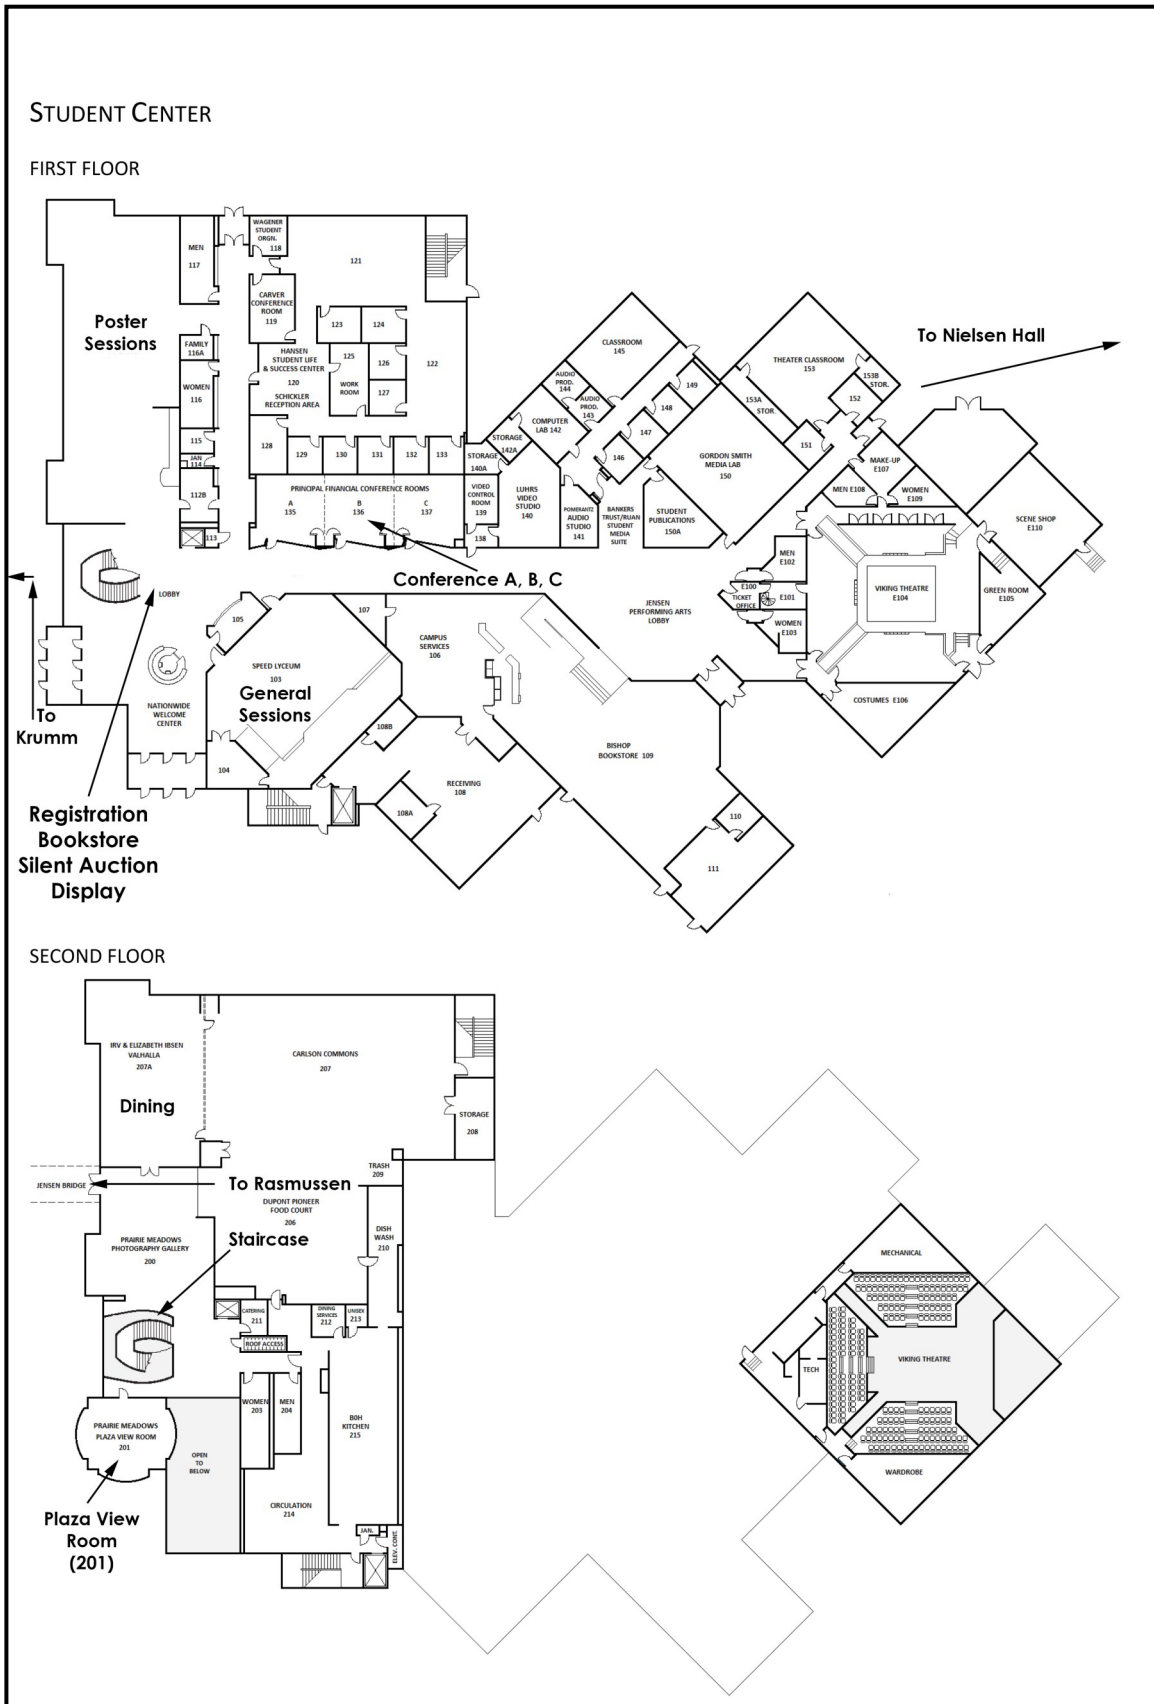 STUDENT CENTER
FIRST FLOOR
WAGENER
STUDENT
ORGN.
118
MEN
117
121
CARVER
CONFERENCE
ROOM
119
Poster
Sessions
123
124
FAMILY
116A
HANSEN
STUDENT LIFE
& SUCCESS CENTER
120
SCHICKLER
RECEPTION AREA
125
WORK
ROOM
126
122
127
WOMEN
116
115
JAN
114
112B
113
128
129
130
131
132
133
PRINCIPAL FINANCIAL CONFERENCE ROOMS
A
135
B
136
C
137
STORAGE
140A
VIDEO
CONTROL
ROOM
139
138
STORAGE
142A
LUHRS
VIDEO
STUDIO
140
COMPUTER
LAB 142
AUDIO
PROD.
144
AUDIO
PROD.
143
CLASSROOM
145
POMERANTZ
AUDIO
STUDIO
141
BANKERS
TRUST/RUAN
STUDENT
MEDIA
SUITE
146
147
148
149
GORDON SMITH
MEDIA LAB
150
STUDENT
PUBLICATIONS
150A
THEATER CLASSROOM
153
153A
STOR.
153B
STOR.
152
151
To Nielsen Hall
MAKE-UP
E107
MEN E108
WOMEN
E109
SCENE SHOP
E110
GREEN ROOM
E105
VIKING THEATRE
E104
MEN
E102
E100
TICKET
OFFICE
E101
WOMEN
E103
COSTUMES E106
JENSEN
PERFORMING ARTS
LOBBY
Conference A, B, C
LOBBY
105
107
CAMPUS
SERVICES
106
SPEED LYCEUM
103
General
Sessions
NATIONWIDE
WELCOME
CENTER
To
Krumm
104
108B
RECEIVING
108
108A
BISHOP
BOOKSTORE 109
110
111
Registration
Bookstore
Silent Auction
Display
SECOND FLOOR
IRV & ELIZABETH IBSEN
VALHALLA
207A
CARLSON COMMONS
207
Dining
STORAGE
208
TRASH
209
JENSEN BRIDGE
To Rasmussen
DUPONT PIONEER
FOOD COURT
206
DISH
WASH
210
PRAIRIE MEADOWS
PHOTOGRAPHY GALLERY
200
Staircase
CATERING
211
DINING
SERVICES
212
UNISEX
213
ROOF ACCESS
WOMEN
203
MEN
204
BOH
KITCHEN
215
PRAIRIE MEADOWS
PLAZA VIEW ROOM
201
OPEN
TO
BELOW
CIRCULATION
214
JAN.
ELEV. CONT.
Plaza View
Room
(201)
MECHANICAL
VIKING THEATRE
TECH
WARDROBE